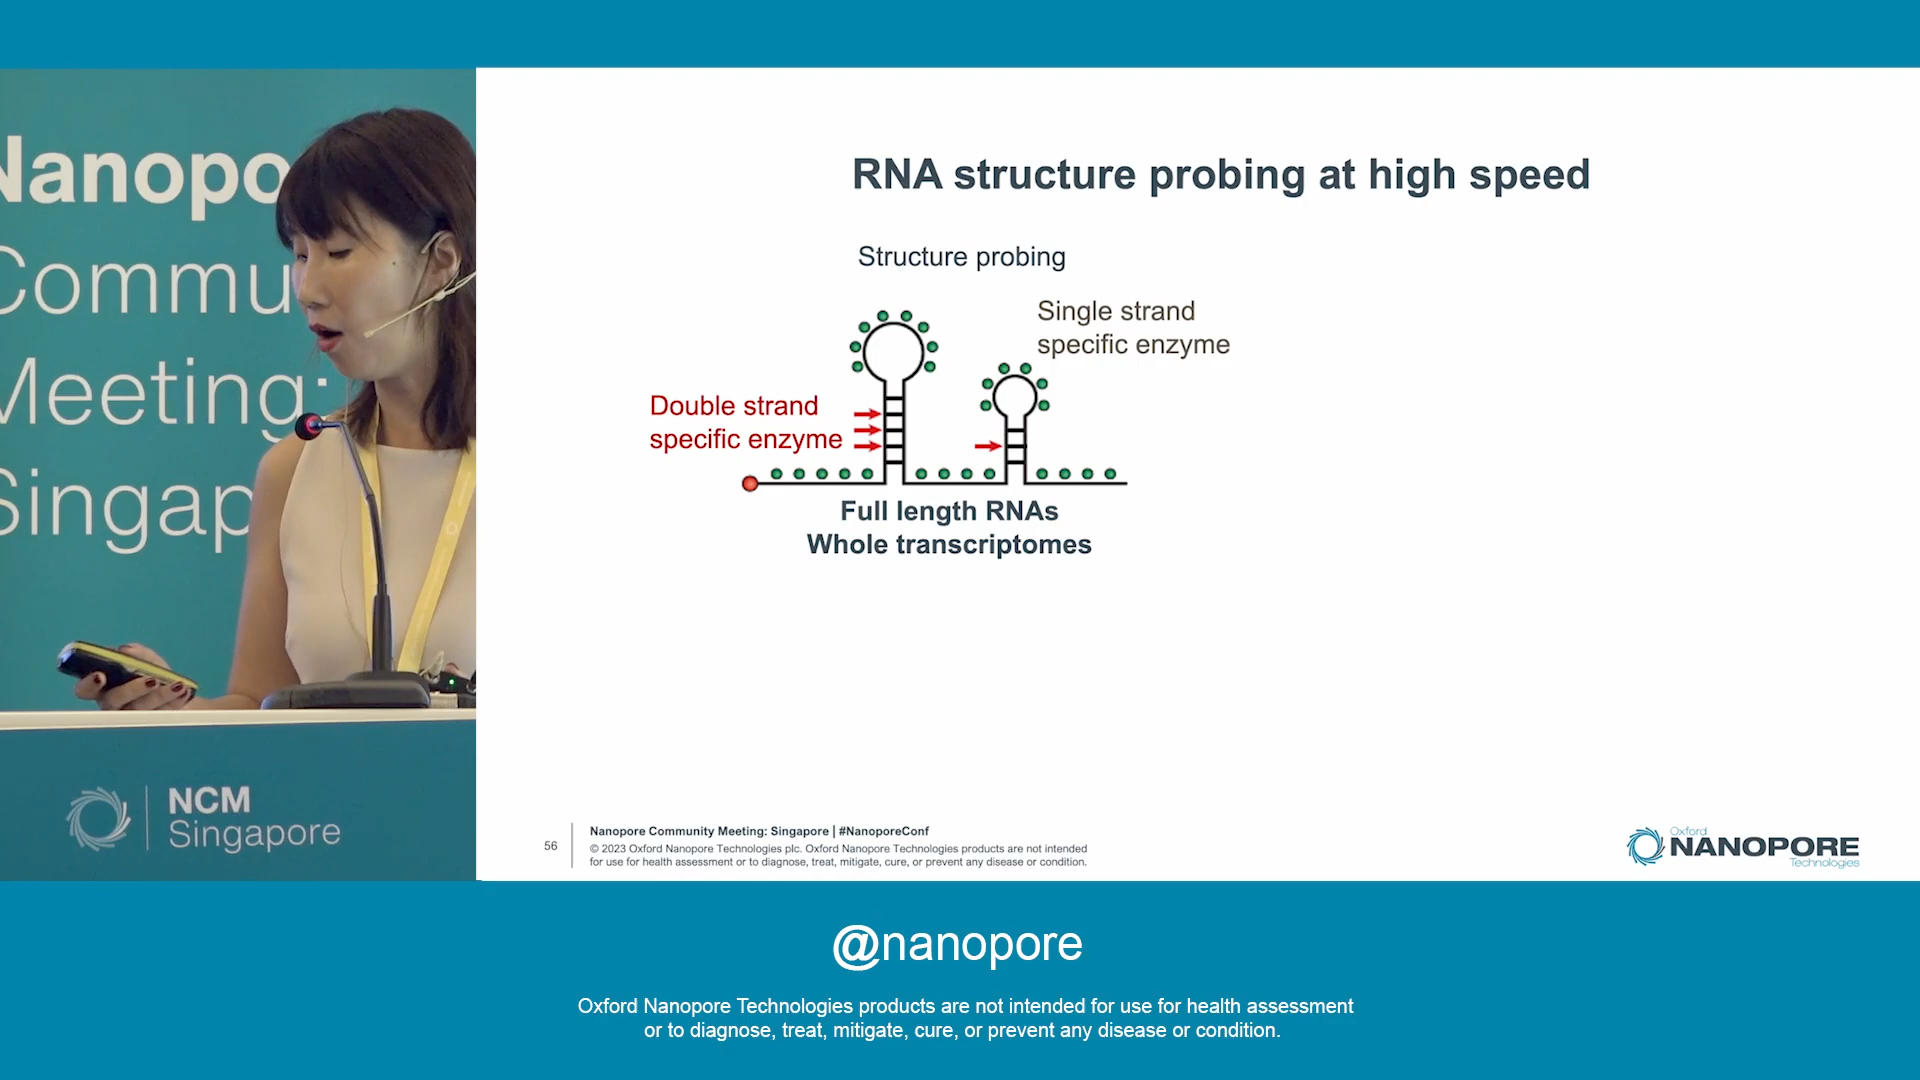 Nanopo
Commu
Meeting:
Singap
NCM
Singapore
RNA structure probing at high speed
Structure probing
Single strand
specific enzyme
Double strand
specific enzyme
Full length RNAs
Whole transcriptomes
56
Nanopore Community Meeting: Singapore | #NanoporeConf
© 2023 Oxford Nanopore Technologies plc. Oxford Nanopore Technologies products are not intended
for use for health assessment or to diagnose, treat, mitigate, cure, or prevent any disease or condition.
Oxford
NANOPORE
Technologies
@nanopore
Oxford Nanopore Technologies products are not intended for use for health assessment
or to diagnose, treat, mitigate, cure, or prevent any disease or condition.